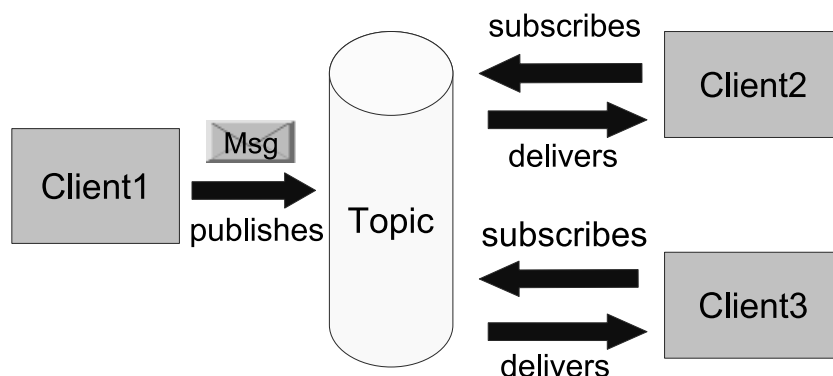 Client1
Msg
publishes
Topic
subscribes
delivers
Client2
subscribes
delivers
Client3